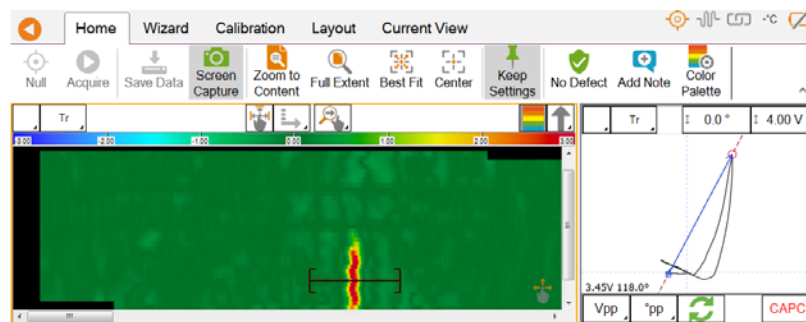 Home Wizard Calibration Layout Current View
-°C
Null Acquire Save Data Screen Capture Zoom to Content Full Extent Best Fit Center Keep Settings No Defect Add Note Color Palette
Tr
Tr 0.0 ° 4.00 V
-3.00 -2.00 -1.00 0.00 1.00 2.00 3.00
3.45V 118.0°
Vpp °pp CAPC